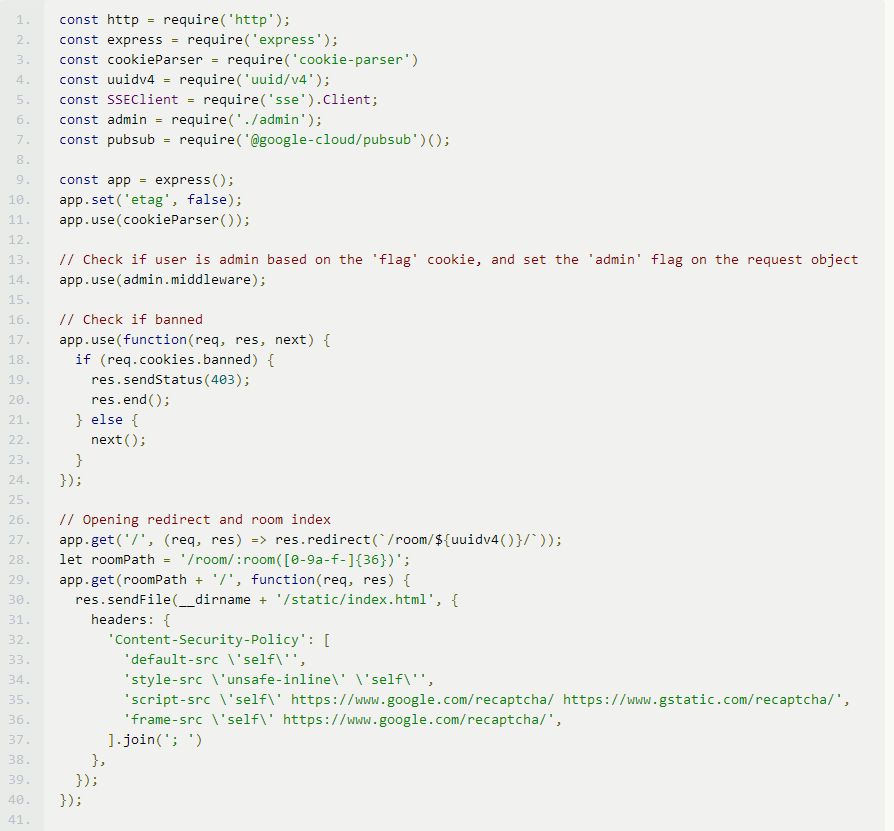 1. const http = require('http');
2. const express = require('express');
3. const cookieParser = require('cookie-parser')
4. const uuidv4 = require('uuid/v4');
5. const SSEClient = require('sse').Client;
6. const admin = require('./admin');
7. const pubsub = require('@google-cloud/pubsub')();
8.
9. const app = express();
10. app.set('etag', false);
11. app.use(cookieParser());
12.
13. // Check if user is admin based on the 'flag' cookie, and set the 'admin' flag on the request object
14. app.use(admin.middleware);
15.
16. // Check if banned
17. app.use(function(req, res, next) {
18.   if (req.cookies.banned) {
19.     res.sendStatus(403);
20.     res.end();
21.   } else {
22.     next();
23.   }
24. });
25.
26. // Opening redirect and room index
27. app.get('/', (req, res) => res.redirect(`/room/${uuidv4()}/`));
28. let roomPath = '/room/:room([0-9a-f-]{36})';
29. app.get(roomPath + '/', function(req, res) {
30.   res.sendFile(__dirname + '/static/index.html', {
31.     headers: {
32.       'Content-Security-Policy': [
33.         'default-src \'self\'',
34.         'style-src \'unsafe-inline\' \'self\'',
35.         'script-src \'self\' https://www.google.com/recaptcha/ https://www.gstatic.com/recaptcha/',
36.         'frame-src \'self\' https://www.google.com/recaptcha/',
37.       ].join('; ')
38.     },
39.   });
40. });
41.